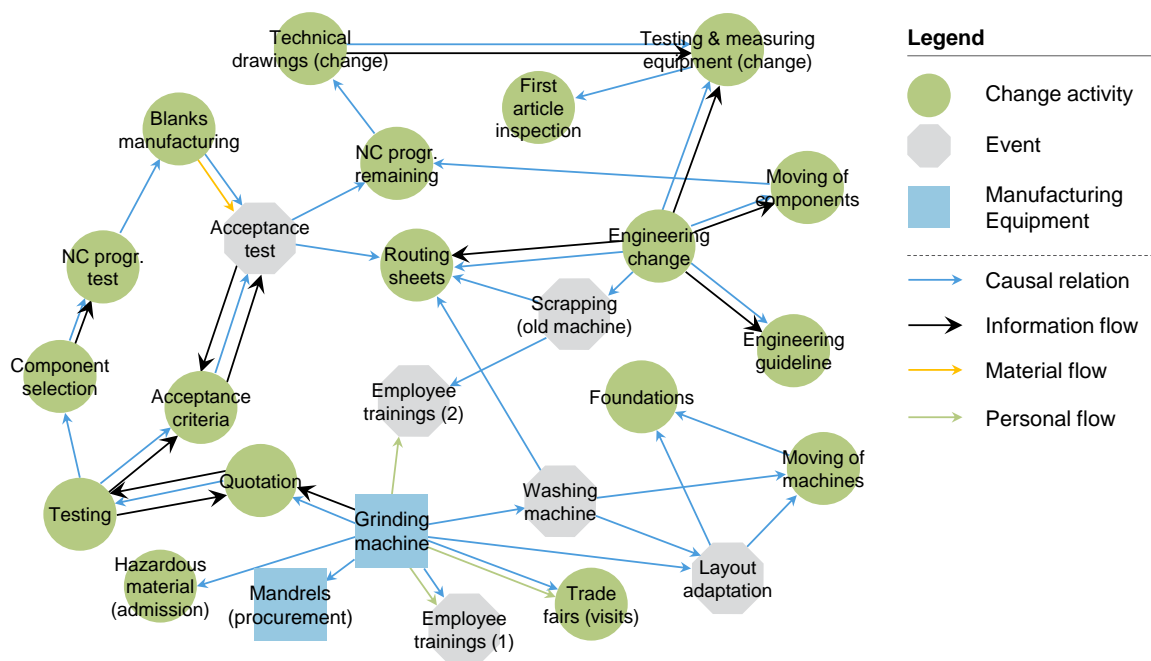 Technical
drawings (change)
Testing & measuring
equipment (change)
First
article
inspection
Blanks
manufacturing
NC progr.
remaining
Moving of
components
Acceptance
test
Engineering
change
Routing
sheets
NC progr.
test
Scrapping
(old machine)
Engineering
guideline
Component
selection
Acceptance
criteria
Employee
trainings (2)
Foundations
Moving of
machines
Quotation
Testing
Washing
machine
Grinding
machine
Layout
adaptation
Hazardous
material
(admission)
Mandrels
(procurement)
Employee
trainings (1)
Trade
fairs (visits)
Legend
Change activity
Event
Manufacturing
Equipment
Causal relation
Information flow
Material flow
Personal flow